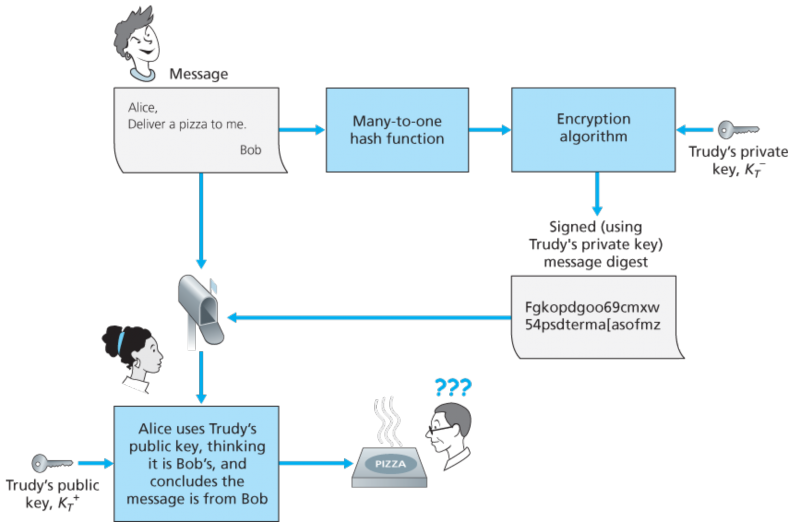 Message
Alice,
Deliver a pizza to me.
Bob
Many-to-one
hash function
Encryption
algorithm
Trudy’s private
key, K_T^−
Signed (using
Trudy's private key)
message digest
Fgkopdgoo69cmxw
54psdterma[asofmz
???
Alice uses Trudy’s
public key, thinking
it is Bob’s, and
concludes the
message is from Bob
PIZZA
Trudy’s public
key, K_T^+